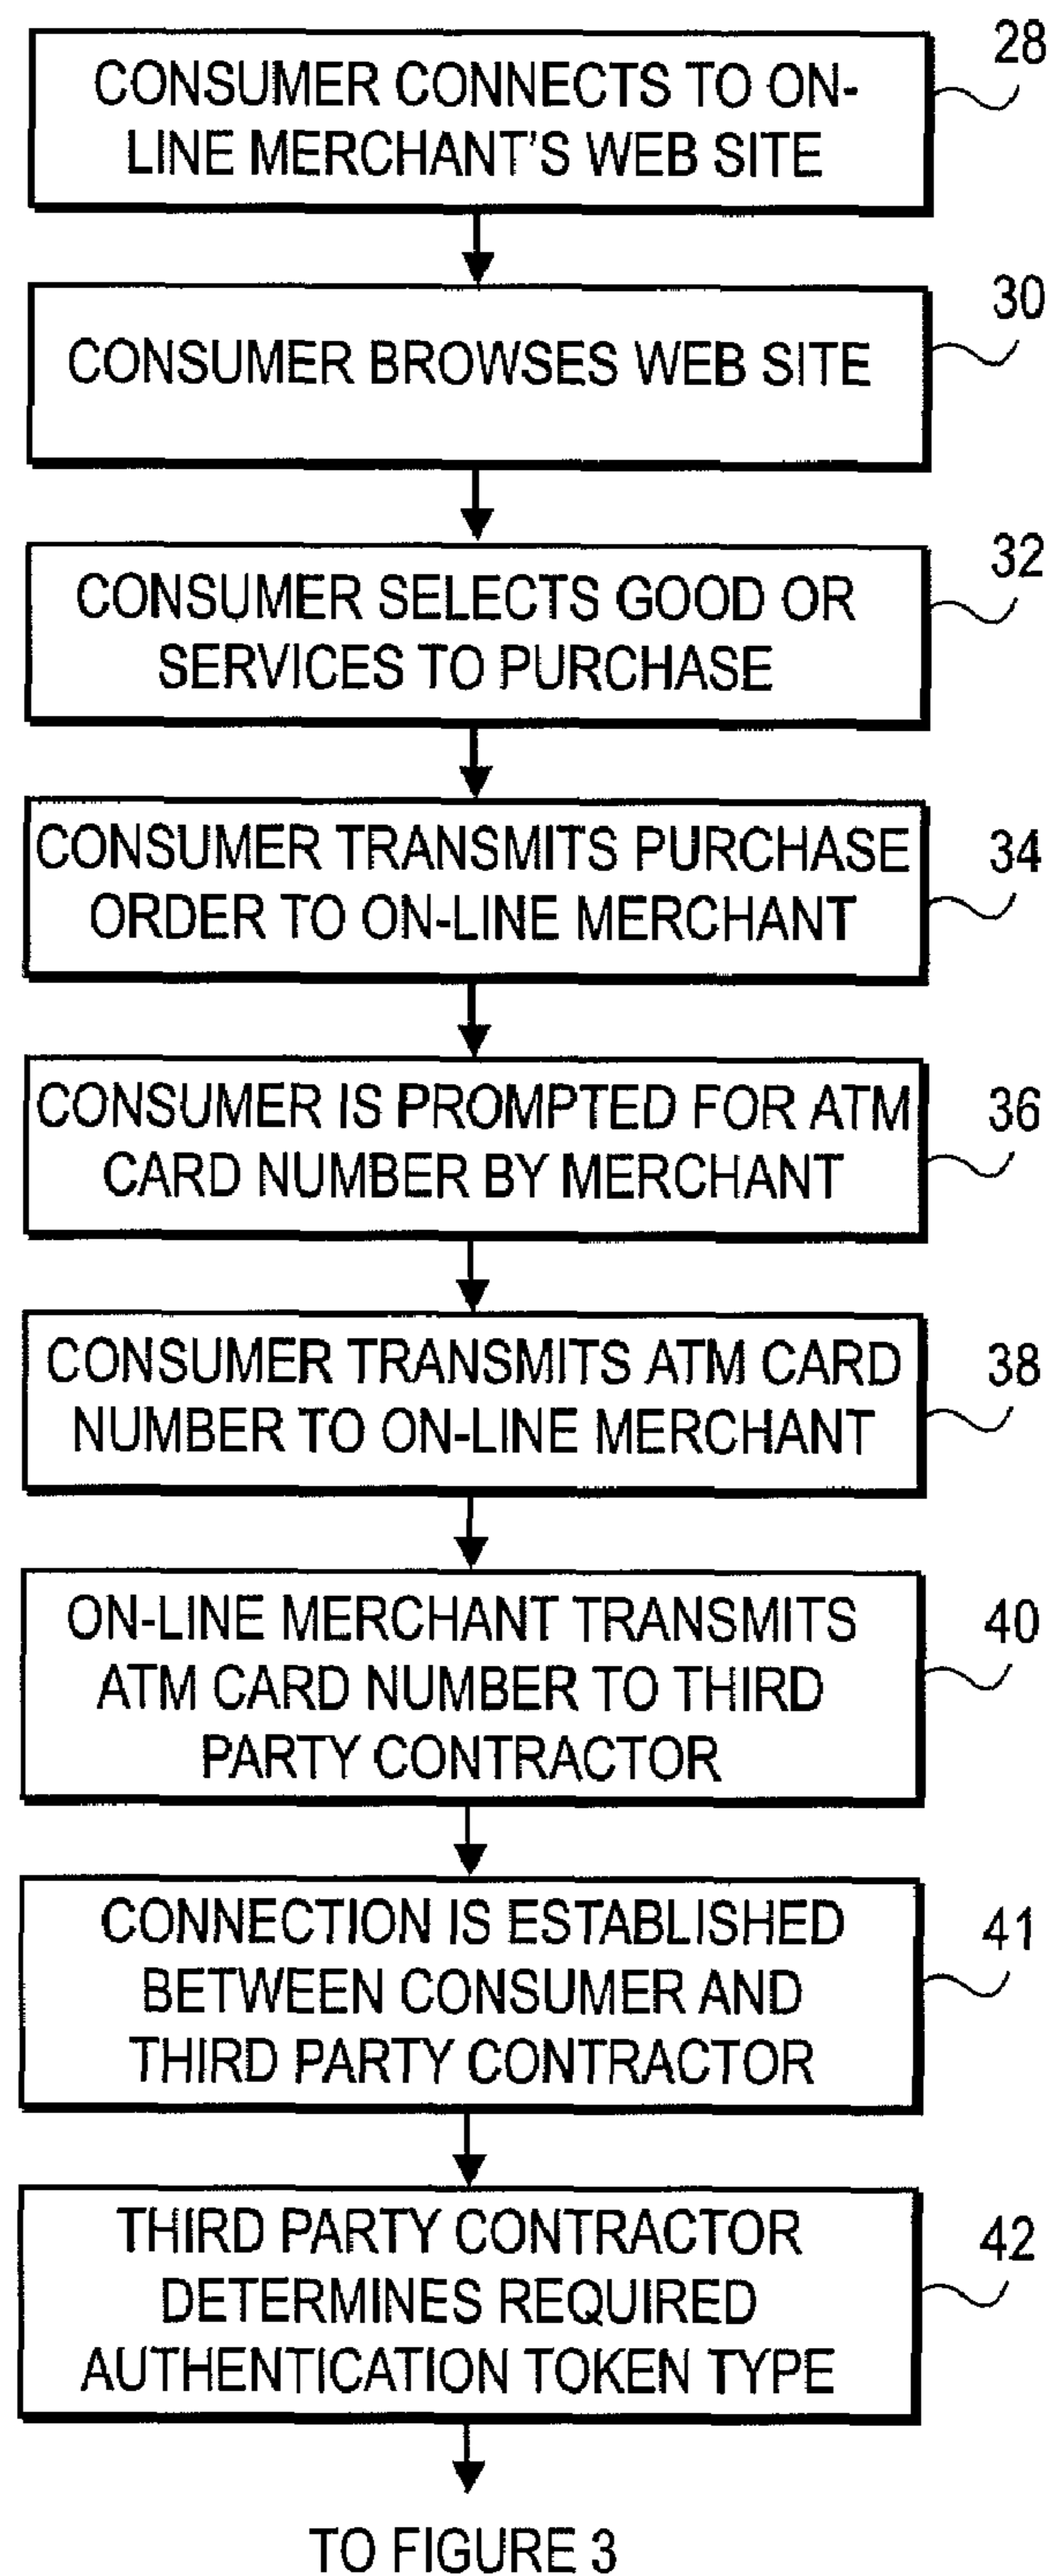 CONSUMER CONNECTS TO ON-
LINE MERCHANT'S WEB SITE
28
CONSUMER BROWSES WEB SITE
30
CONSUMER SELECTS GOOD OR
SERVICES TO PURCHASE
32
CONSUMER TRANSMITS PURCHASE
ORDER TO ON-LINE MERCHANT
34
CONSUMER IS PROMPTED FOR ATM
CARD NUMBER BY MERCHANT
36
CONSUMER TRANSMITS ATM CARD
NUMBER TO ON-LINE MERCHANT
38
ON-LINE MERCHANT TRANSMITS
ATM CARD NUMBER TO THIRD
PARTY CONTRACTOR
40
CONNECTION IS ESTABLISHED
BETWEEN CONSUMER AND
THIRD PARTY CONTRACTOR
41
THIRD PARTY CONTRACTOR
DETERMINES REQUIRED
AUTHENTICATION TOKEN TYPE
42
TO FIGURE 3